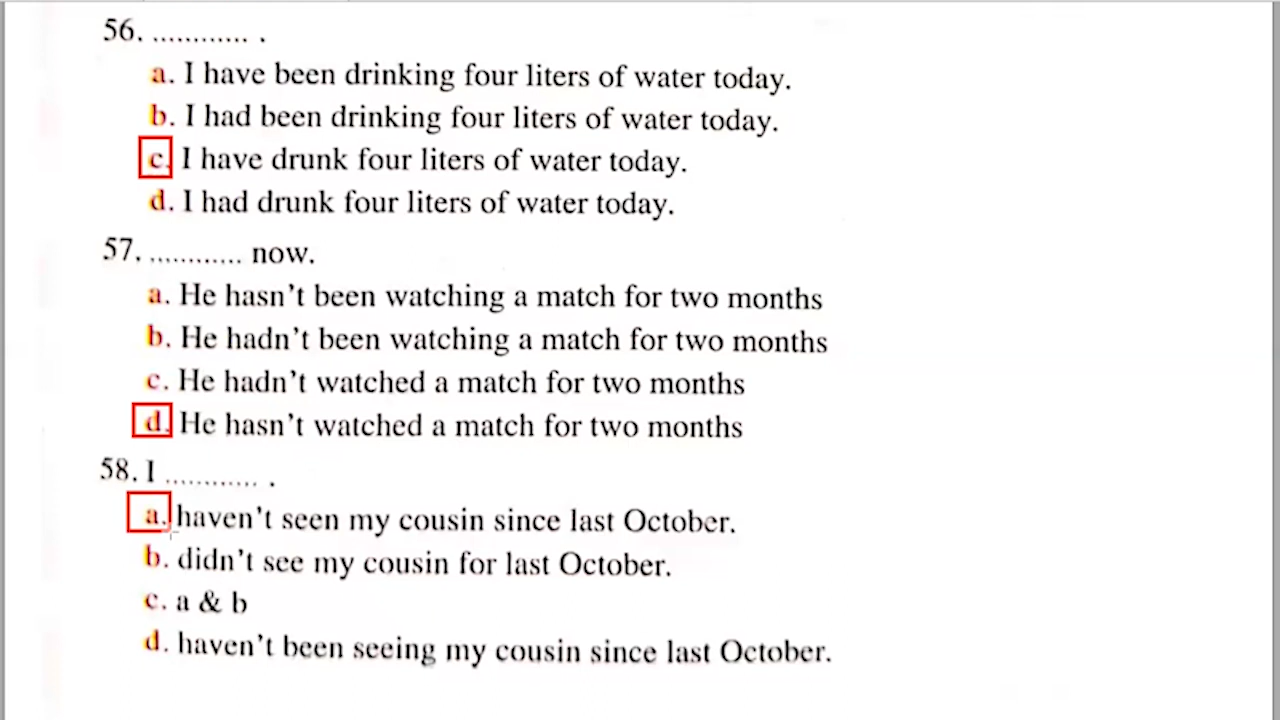 56. ............ .
a. I have been drinking four liters of water today.
b. I had been drinking four liters of water today.
c. I have drunk four liters of water today.
d. I had drunk four liters of water today.
57. ............ now.
a. He hasn't been watching a match for two months
b. He hadn't been watching a match for two months
c. He hadn't watched a match for two months
d. He hasn't watched a match for two months
58. I ............ .
a. haven't seen my cousin since last October.
b. didn't see my cousin for last October.
c. a & b
d. haven't been seeing my cousin since last October.